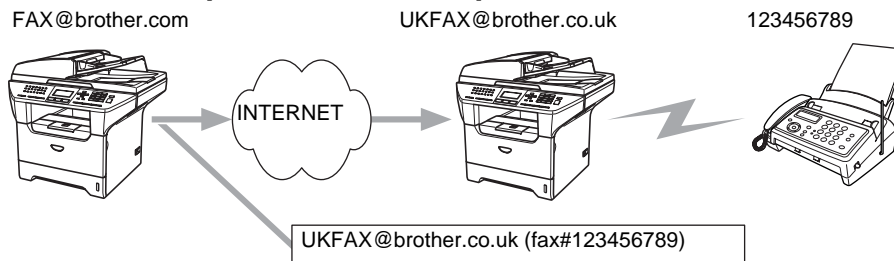 FAX@brother.com
UKFAX@brother.co.uk
123456789
INTERNET
UKFAX@brother.co.uk (fax#123456789)